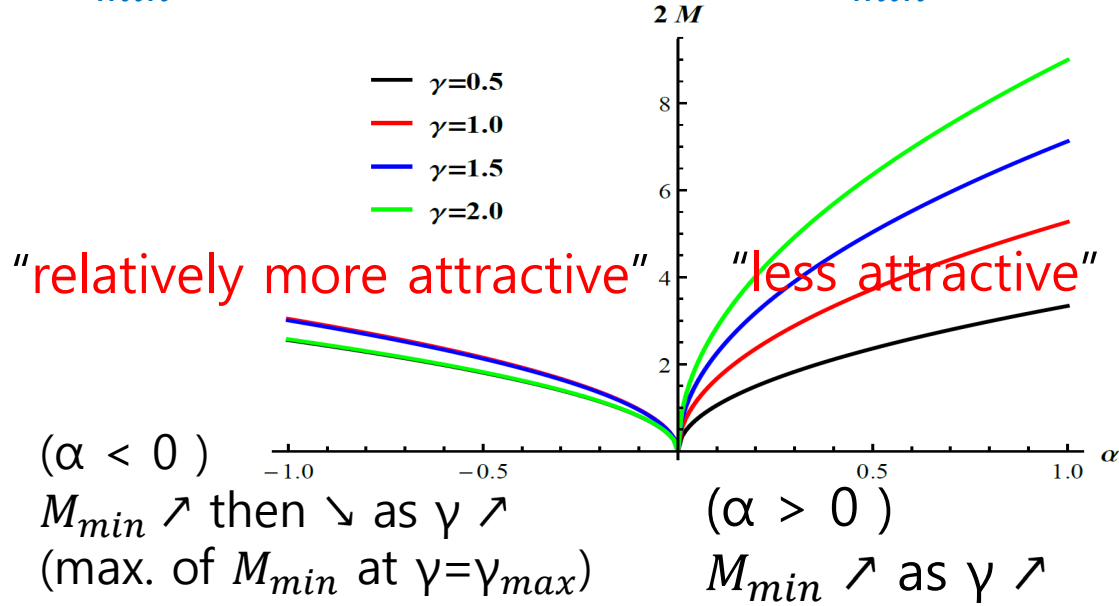 2 M
γ=0.5
γ=1.0
γ=1.5
γ=2.0
8
6
4
2
"relatively more attractive"
"less attractive"
−1.0
−0.5
0.5
1.0
α
(α < 0 )
M_min ↗ then ↘ as γ ↗
(max. of M_min at γ=γ_max)
(α > 0 )
M_min ↗ as γ ↗